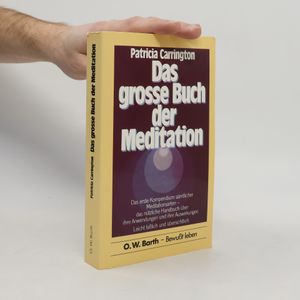 Patricia Carrington
Das
grosse Buch
der
Meditation
Das erste Kompendium sämtlicher
Meditationsarten –
das nützliche Handbuch über
ihre Anwendungen und ihre Auswirkungen
Leicht faßlich und übersichtlich
O.W. Barth – Bewußt leben
Patricia Carrington Das grosse Buch der Meditation
O.W. Barth